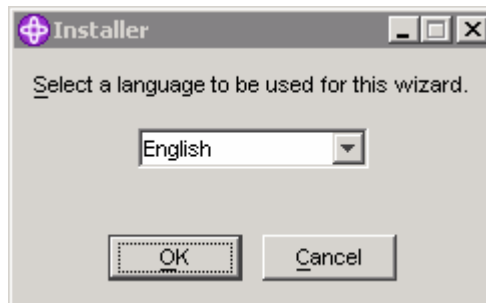 Installer
Select a language to be used for this wizard.
English
OK
Cancel